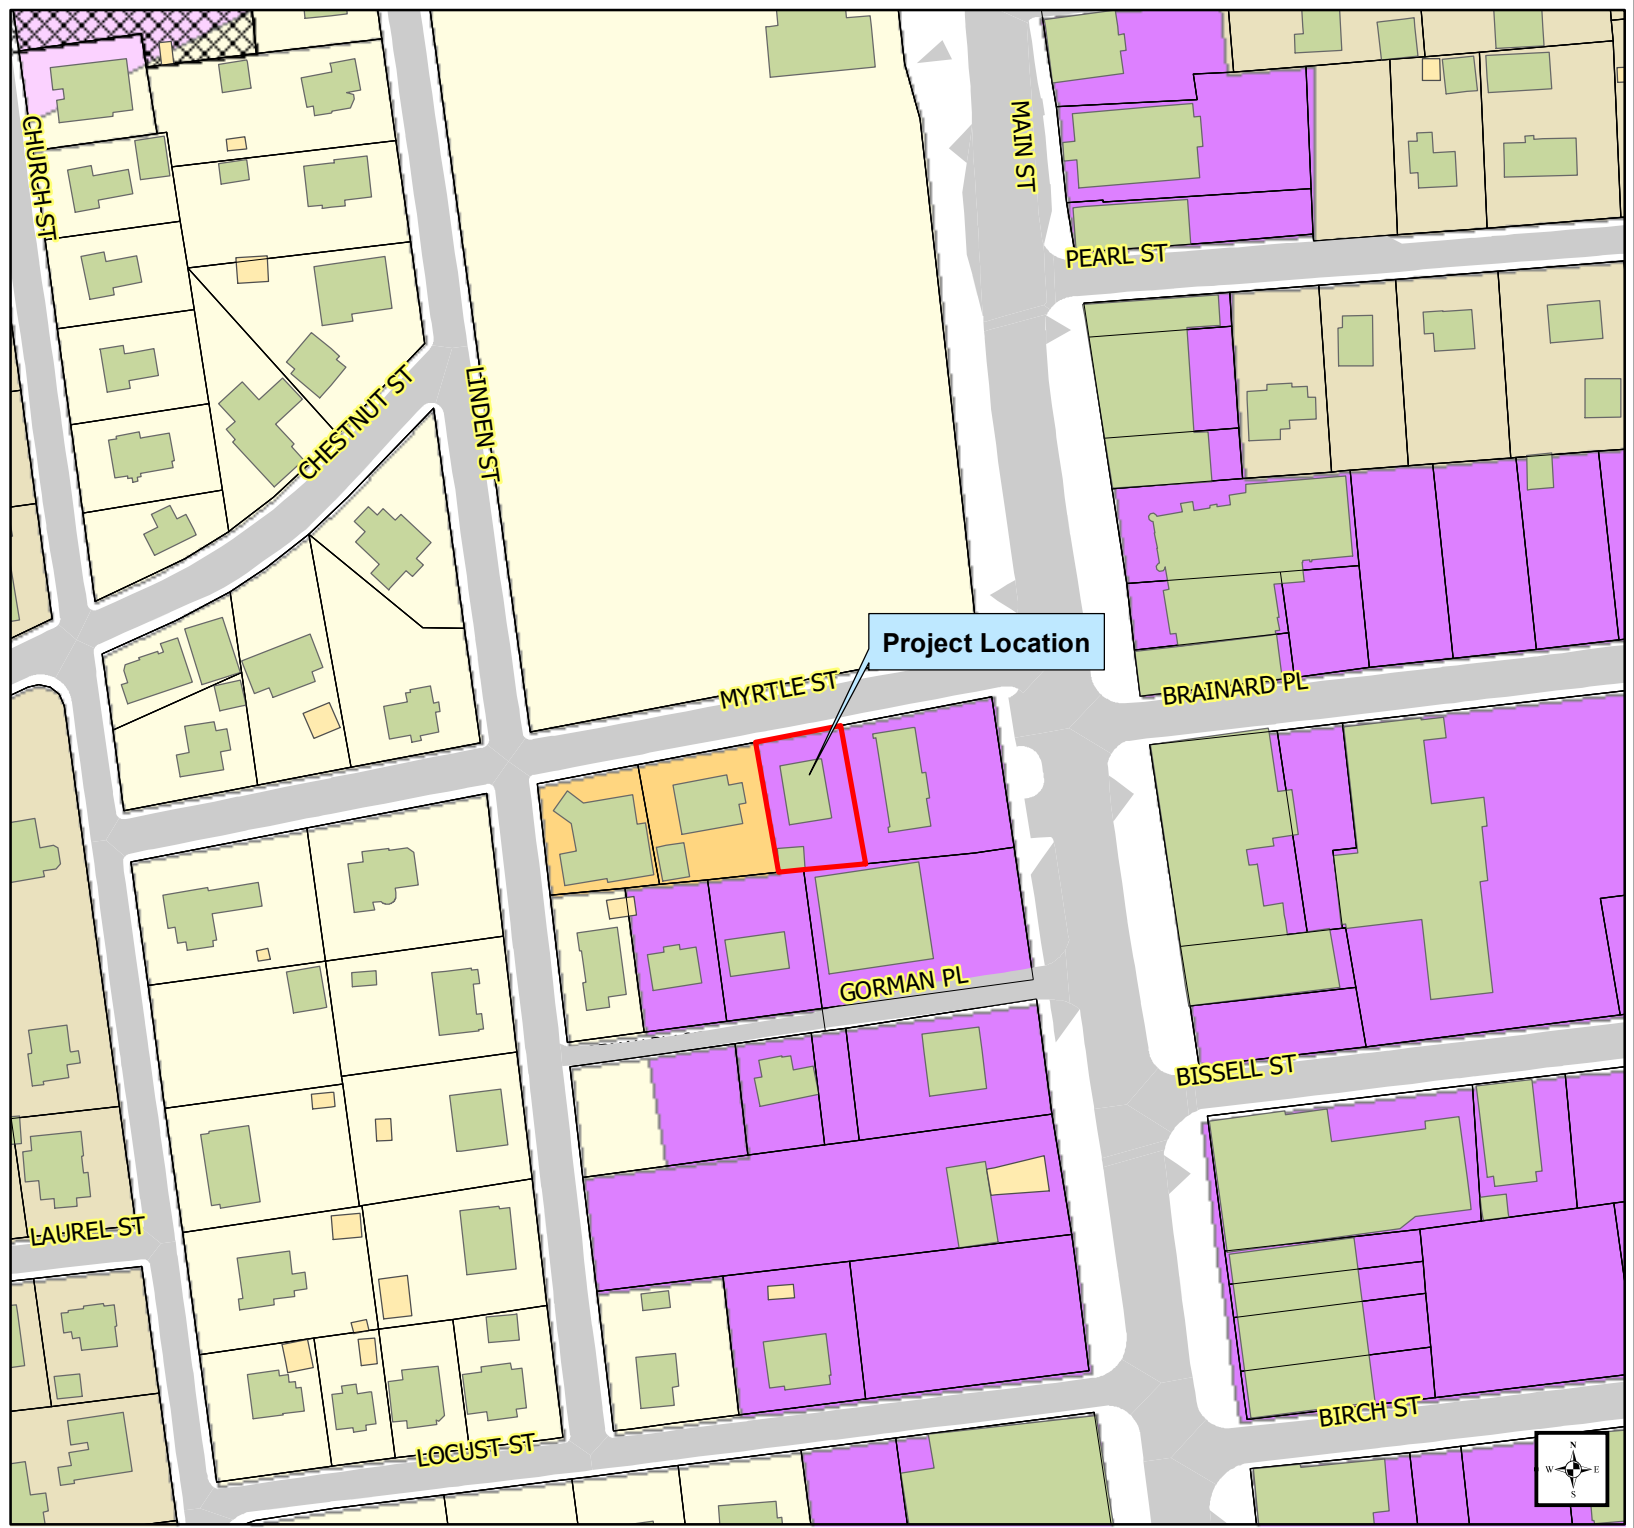 CHURCH ST
MAIN ST
PEARL ST
CHESTNUT ST
LINDEN ST
Project Location
MYRTLE ST
BRAINARD PL
GORMAN PL
BISSELL ST
LAUREL ST
BIRCH ST
LOCUST ST
N
W E
S